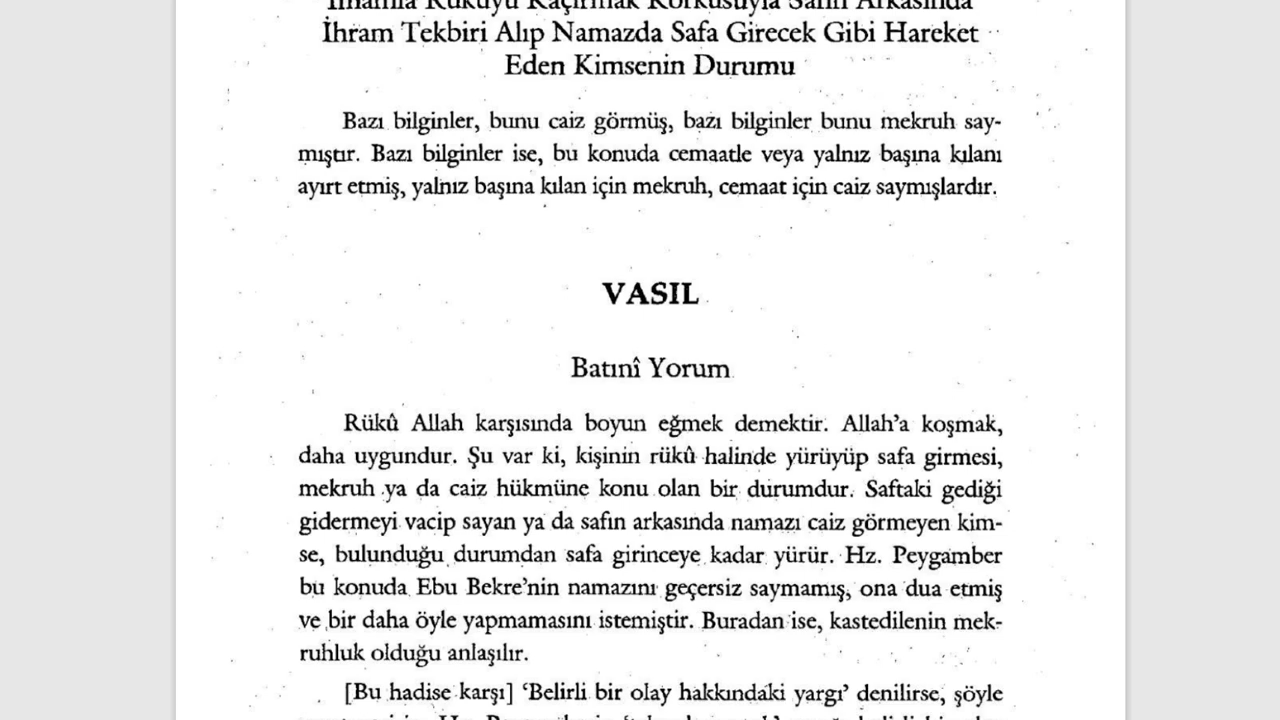 İmamla Rükûyu Kaçırmak Korkusuyla Safın Arkasında
İhram Tekbiri Alıp Namazda Safa Girecek Gibi Hareket
Eden Kimsenin Durumu
Bazı bilginler, bunu caiz görmüş, bazı bilginler bunu mekruh say-
mıştır. Bazı bilginler ise, bu konuda cemaatle veya yalnız başına kılanı
ayırt etmiş, yalnız başına kılan için mekruh, cemaat için caiz saymışlardır.
VASIL
Batınî Yorum
Rükû Allah karşısında boyun eğmek demektir. Allah’a koşmak,
daha uygundur. Şu var ki, kişinin rükû halinde yürüyüp safa girmesi,
mekruh ya da caiz hükmüne konu olan bir durumdur. Saftaki gediği
gidermeyi vacip sayan ya da safın arkasında namazı caiz görmeyen kim-
se, bulunduğu durumdan safa girinceye kadar yürür. Hz. Peygamber
bu konuda Ebu Bekre’nin namazını geçersiz saymamış, ona dua etmiş
ve bir daha öyle yapmamasını istemiştir. Buradan ise, kastedilenin mek-
ruhluk olduğu anlaşılır.
[Bu hadise karşı] ‘Belirli bir olay hakkındaki yargı’ denilirse, şöyle